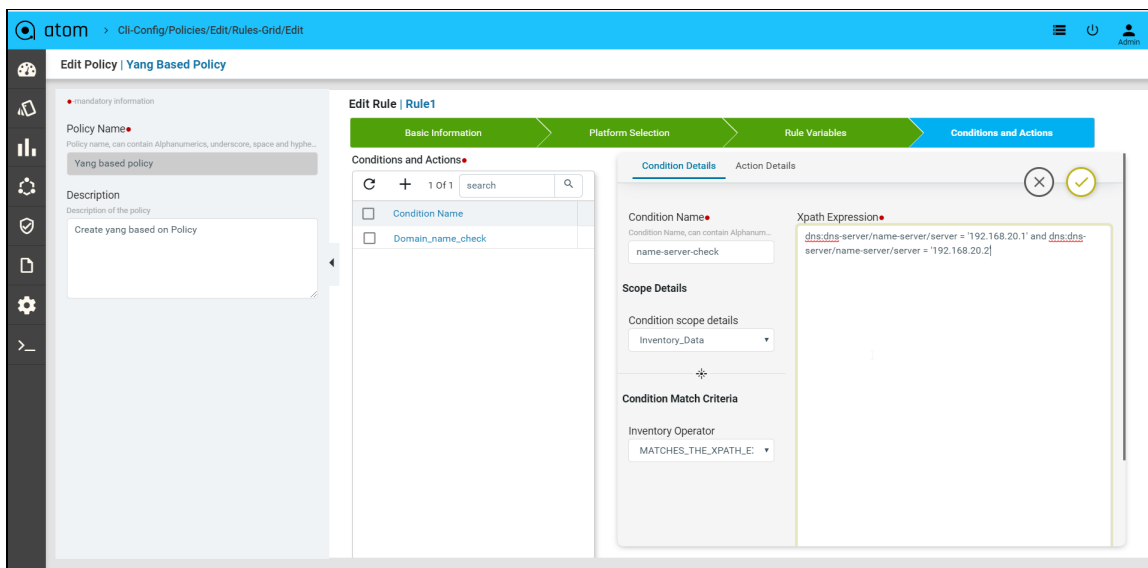 atom > Cli-Config/Policies/Edit/Rules-Grid/Edit
Admin
Edit Policy | Yang Based Policy
-mandatory information
Policy Name
Policy name, can contain Alphanumerics, underscore, space and hyphe...
Yang based policy
Description
Description of the policy
Create yang based on Policy
Edit Rule | Rule1
Basic Information
Platform Selection
Rule Variables
Conditions and Actions
Conditions and Actions
1 Of 1 search
Condition Name
Domain_name_check
Condition Details Action Details
Condition Name
Condition Name, can contain Alphanum...
name-server-check
Scope Details
Condition scope details
Inventory_Data
Condition Match Criteria
Inventory Operator
MATCHES_THE_XPATH_E
Xpath Expression
dns:dns-server/name-server/server = '192.168.20.1' and dns:dns-
server/name-server/server = '192.168.20.2'